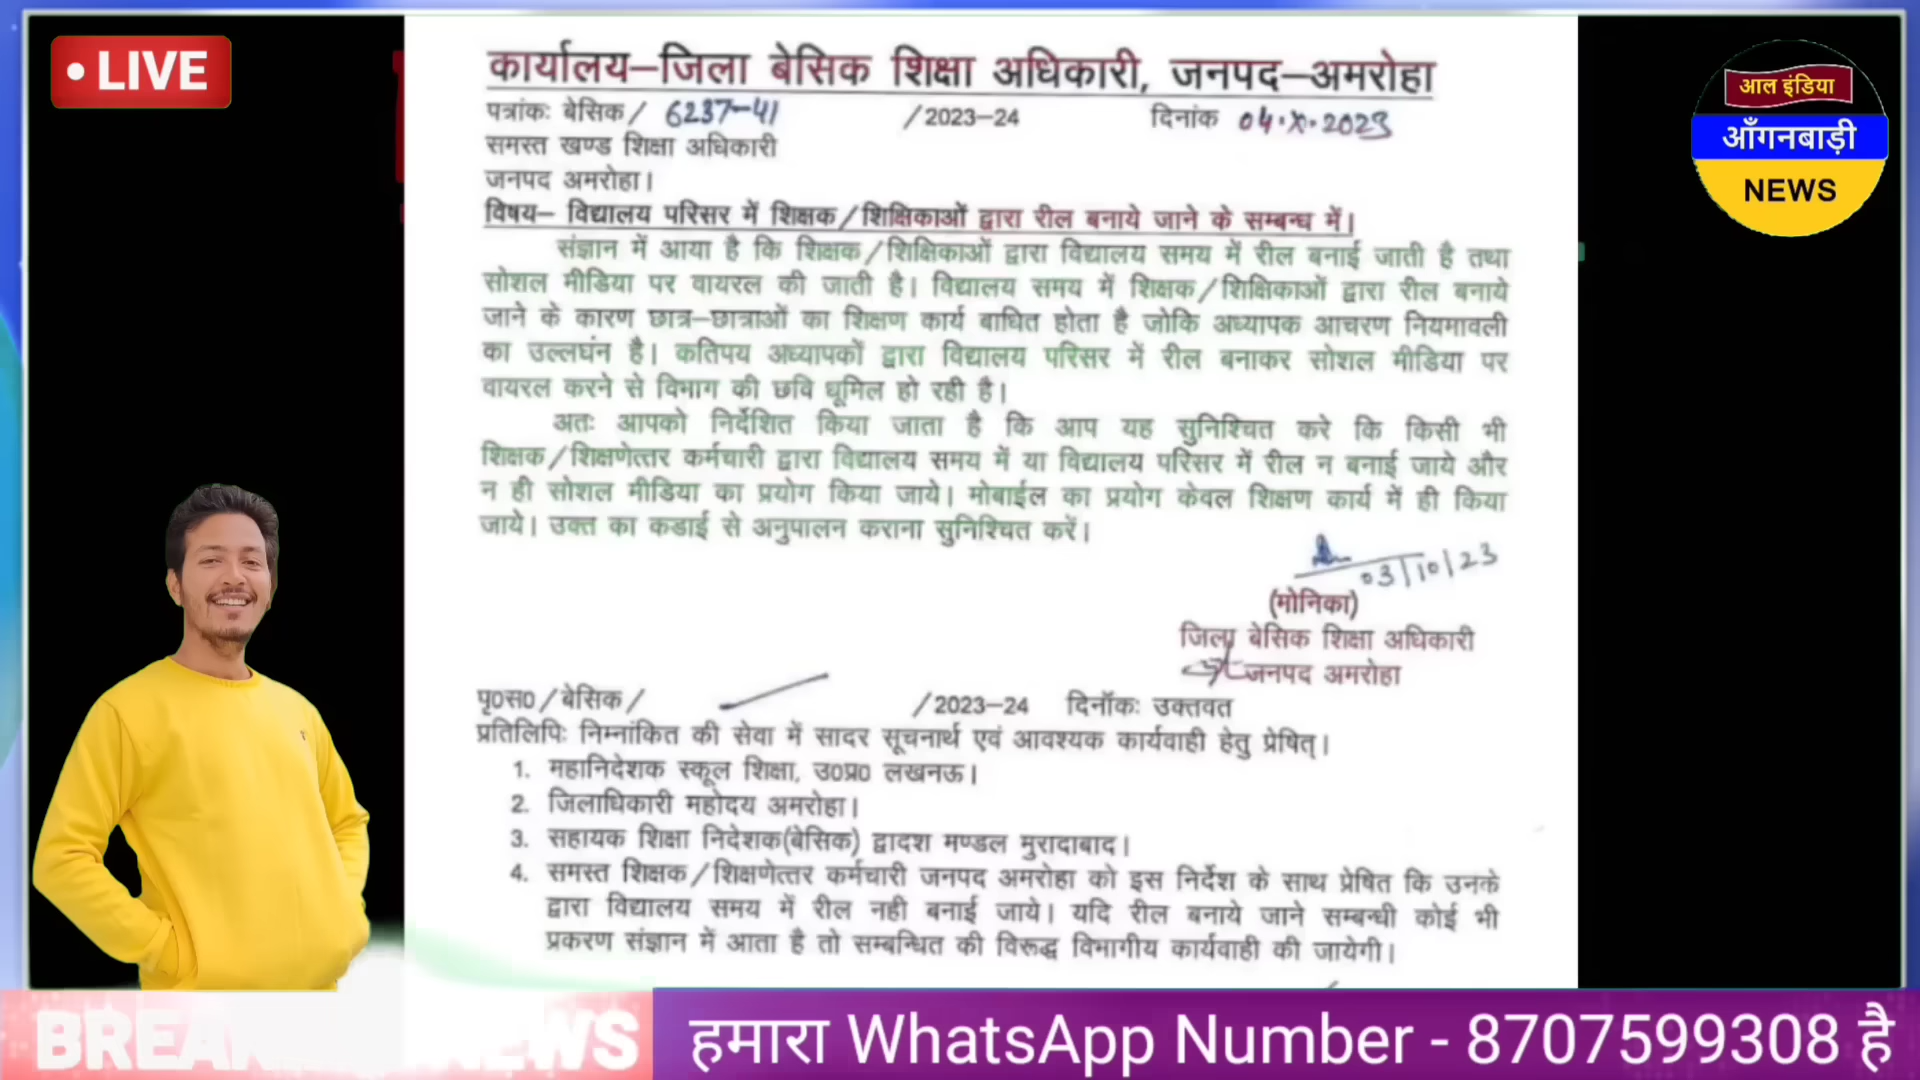 • LIVE
कार्यालय–जिला बेसिक शिक्षा अधिकारी, जनपद–अमरोहा
पत्रांकः बेसिक/ 6237-41 /2023–24 दिनांक 04.X.2023
समस्त खण्ड शिक्षा अधिकारी
जनपद अमरोहा।
विषय– विद्यालय परिसर में शिक्षक/शिक्षिकाओं द्वारा रील बनाये जाने के सम्बन्ध में।
संज्ञान में आया है कि शिक्षक/शिक्षिकाओं द्वारा विद्यालय समय में रील बनाई जाती है तथा
सोशल मीडिया पर वायरल की जाती है। विद्यालय समय में शिक्षक/शिक्षिकाओं द्वारा रील बनाये
जाने के कारण छात्र–छात्राओं का शिक्षण कार्य बाधित होता है जोकि अध्यापक आचरण नियमावली
का उल्लघंन है। कतिपय अध्यापकों द्वारा विद्यालय परिसर में रील बनाकर सोशल मीडिया पर
वायरल करने से विभाग की छवि धूमिल हो रही है।
अतः आपको निर्देशित किया जाता है कि आप यह सुनिश्चित करे कि किसी भी
शिक्षक/शिक्षणेत्तर कर्मचारी द्वारा विद्यालय समय में या विद्यालय परिसर में रील न बनाई जाये और
न ही सोशल मीडिया का प्रयोग किया जाये। मोबाईल का प्रयोग केवल शिक्षण कार्य में ही किया
जाये। उक्त का कडाई से अनुपालन कराना सुनिश्चित करें।
03/10/23
(मोनिका)
जिला बेसिक शिक्षा अधिकारी
जनपद अमरोहा
पृ0स0/बेसिक/ /2023–24 दिनॉकः उक्तवत
प्रतिलिपिः निम्नांकित की सेवा में सादर सूचनार्थ एवं आवश्यक कार्यवाही हेतु प्रेषित्।
1. महानिदेशक स्कूल शिक्षा, उ0प्र0 लखनऊ।
2. जिलाधिकारी महोदय अमरोहा।
3. सहायक शिक्षा निदेशक(बेसिक) द्वादश मण्डल मुरादाबाद।
4. समस्त शिक्षक/शिक्षणेत्तर कर्मचारी जनपद अमरोहा को इस निर्देश के साथ प्रेषित कि उनके
द्वारा विद्यालय समय में रील नही बनाई जाये। यदि रील बनाये जाने सम्बन्धी कोई भी
प्रकरण संज्ञान में आता है तो सम्बन्धित की विरूद्ध विभागीय कार्यवाही की जायेगी।
आल इंडिया
आँगनबाड़ी
NEWS
NEWS
हमारा WhatsApp Number - 8707599308 है